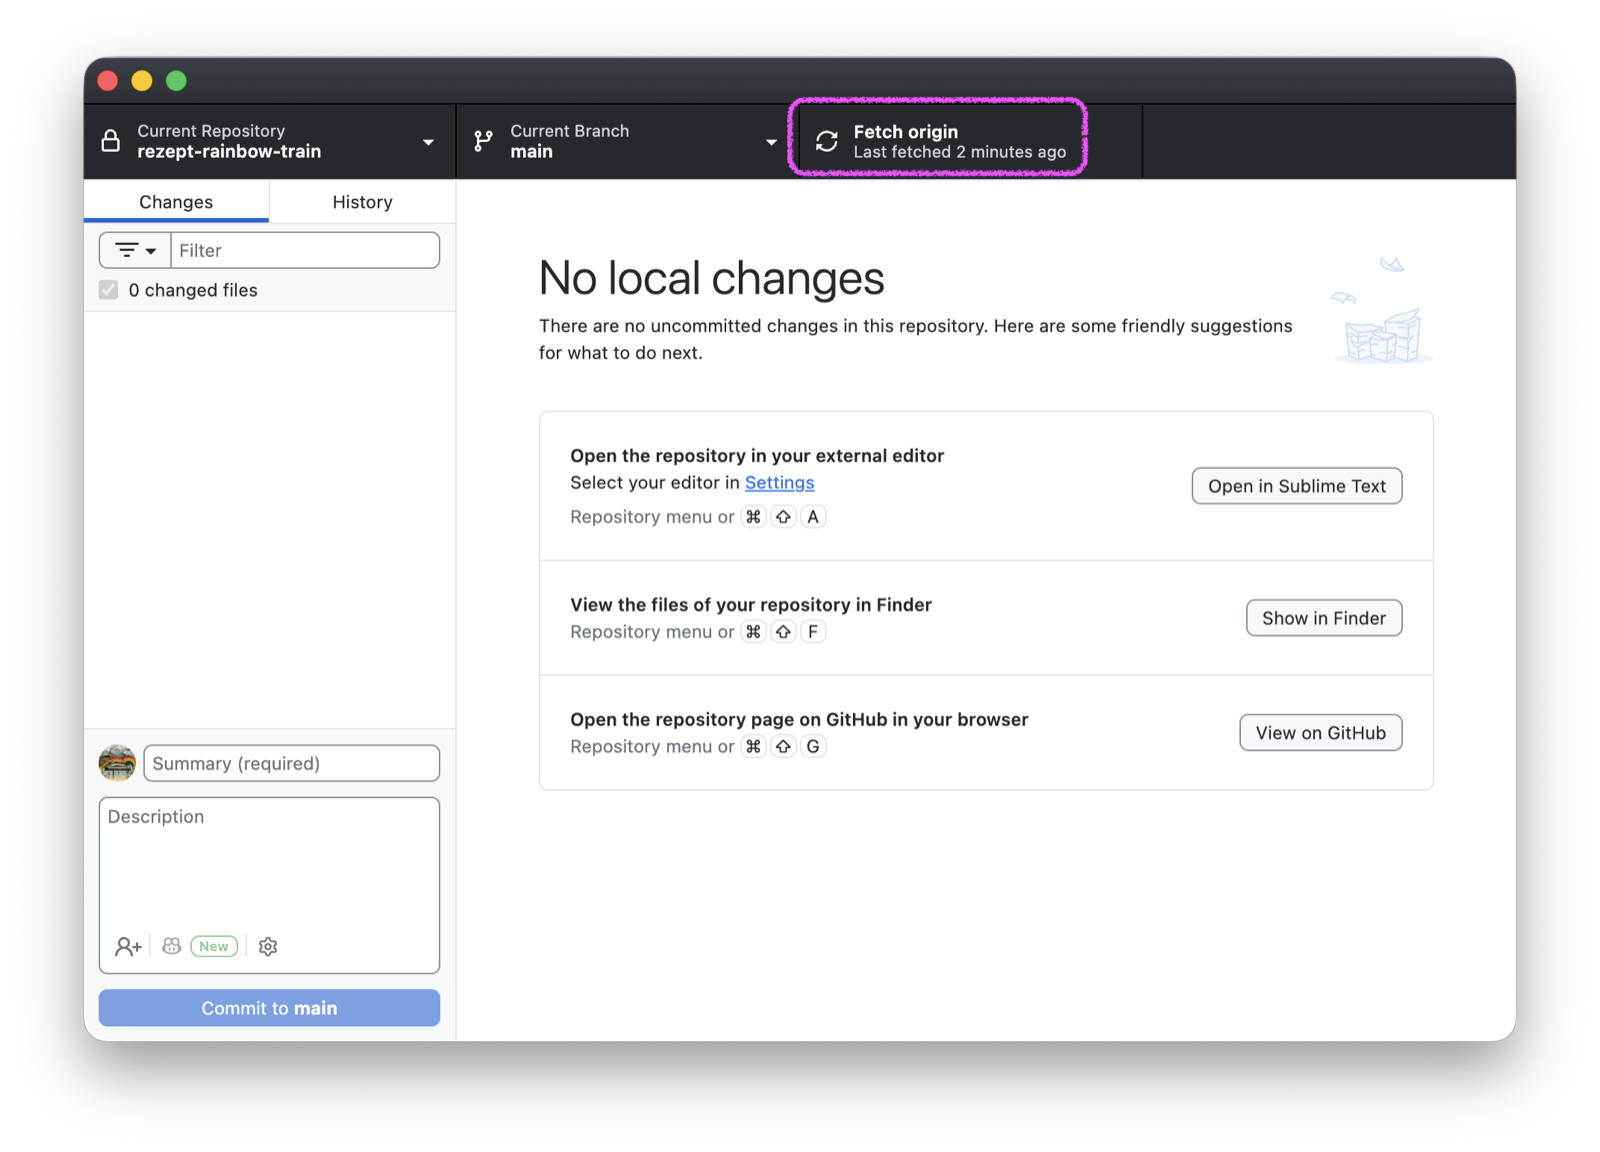 Current Repository
rezept-rainbow-train
Current Branch
main
Fetch origin
Last fetched 2 minutes ago
Changes
History
Filter
0 changed files
No local changes
There are no uncommitted changes in this repository. Here are some friendly suggestions
for what to do next.
Open the repository in your external editor
Select your editor in Settings
Repository menu or ⌘ ⇧ A
Open in Sublime Text
View the files of your repository in Finder
Repository menu or ⌘ ⇧ F
Show in Finder
Open the repository page on GitHub in your browser
Repository menu or ⌘ ⇧ G
View on GitHub
Summary (required)
Description
New
Commit to main